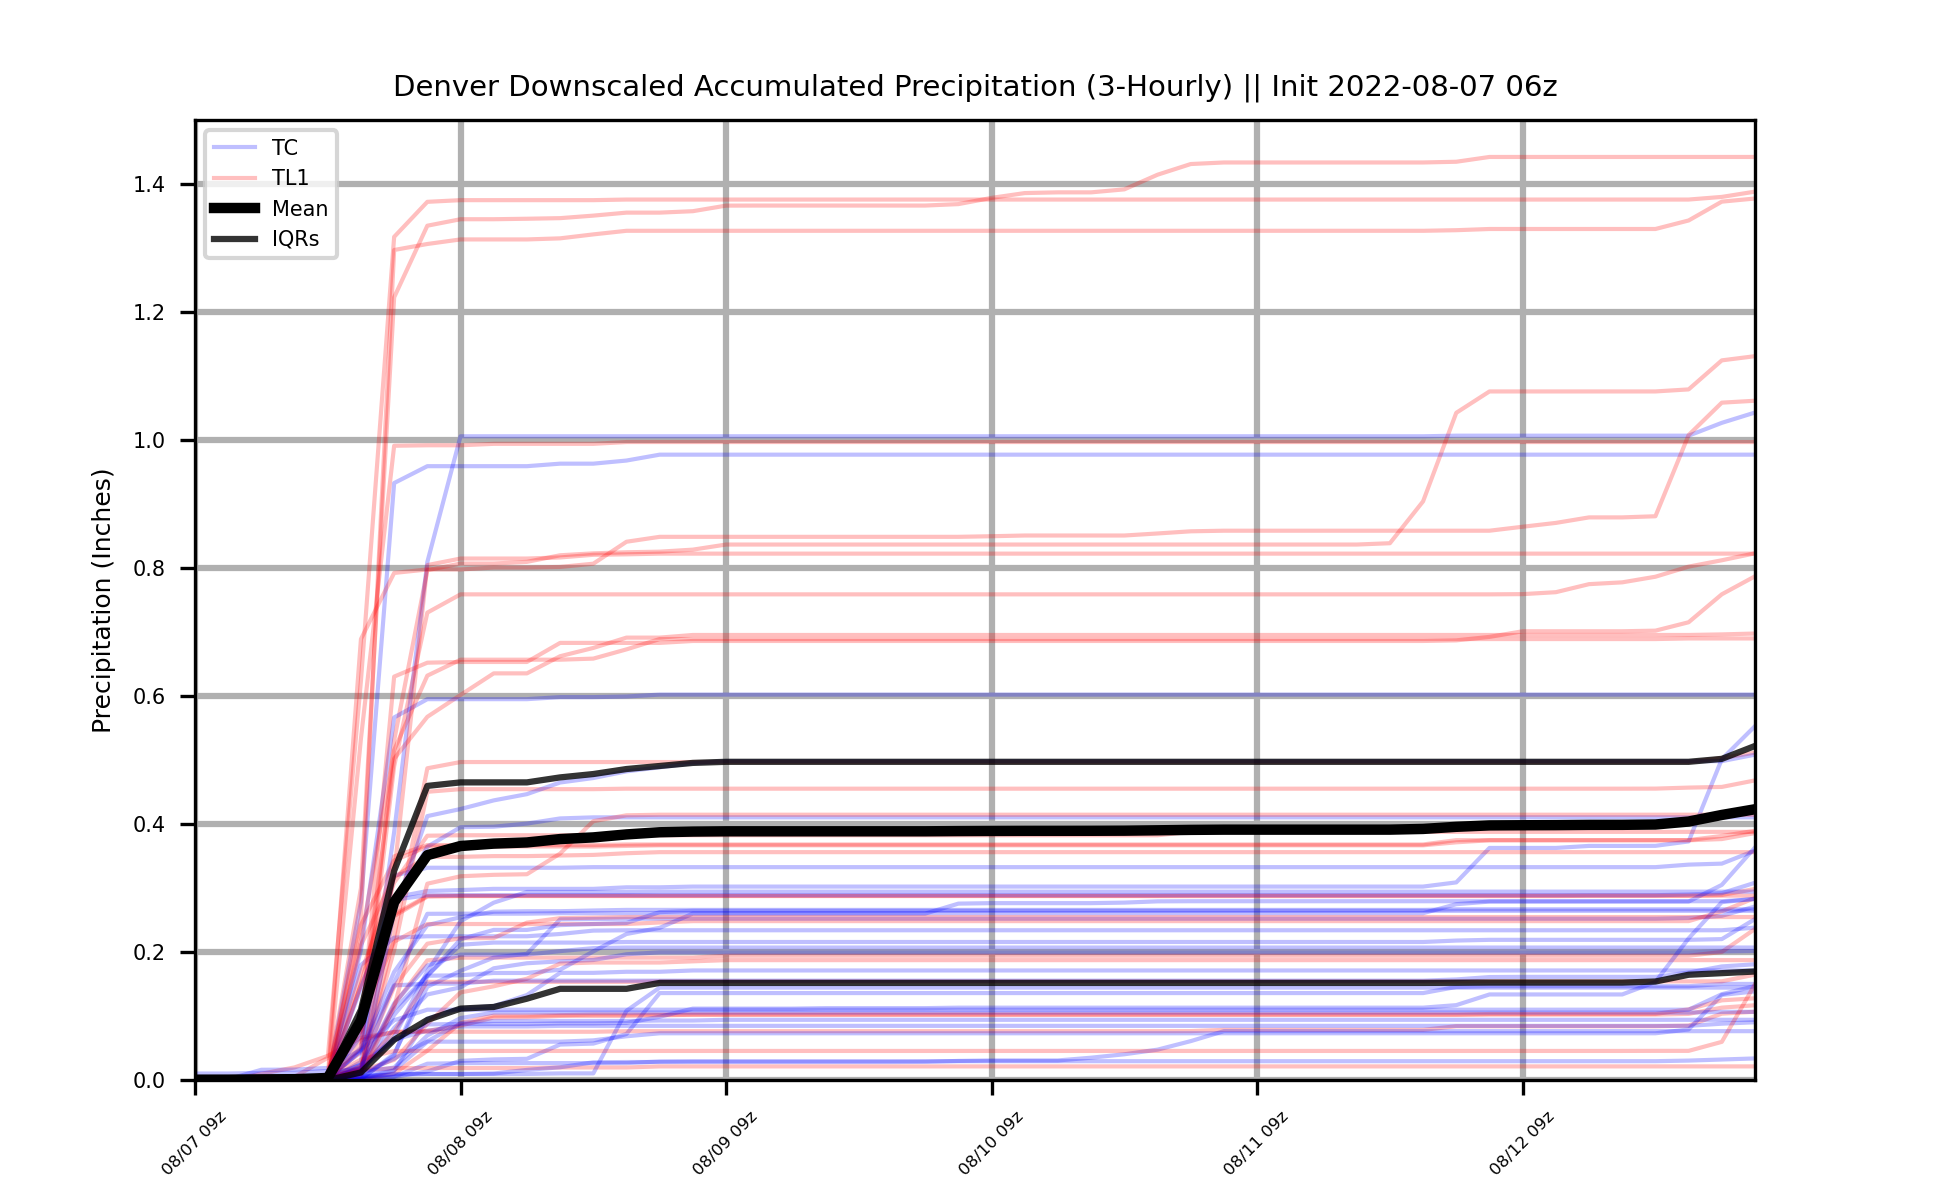 Denver Downscaled Accumulated Precipitation (3-Hourly) || Init 2022-08-07 06z
TC
TL1
Mean
IQRs
Precipitation (Inches)
1.4
1.2
1.0
0.8
0.6
0.4
0.2
0.0
08/07 09z
08/08 09z
08/09 09z
08/10 09z
08/11 09z
08/12 09z